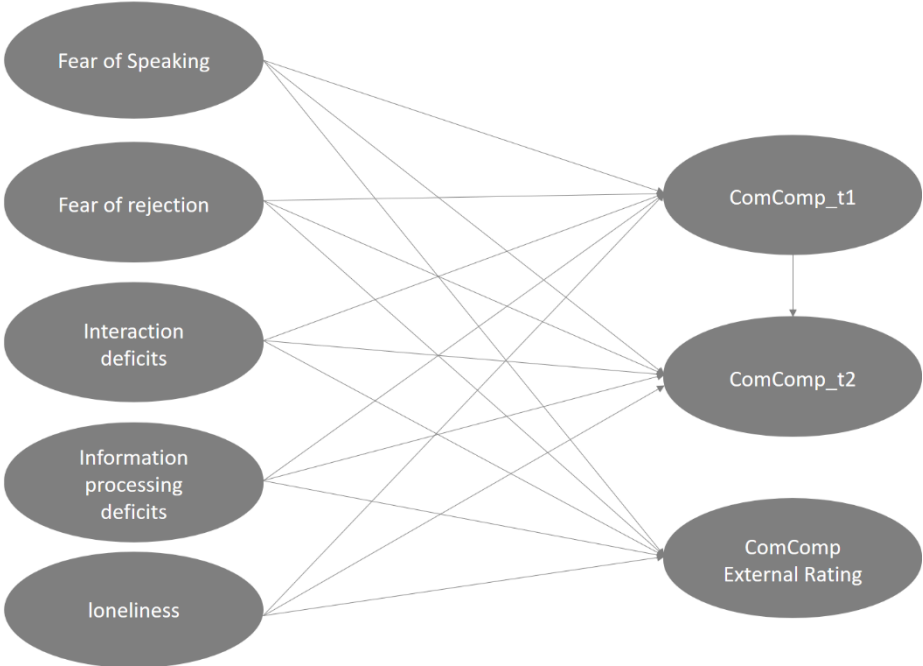 Fear of Speaking
Fear of rejection
Interaction
deficits
Information
processing
deficits
loneliness
ComComp_t1
ComComp_t2
ComComp
External Rating